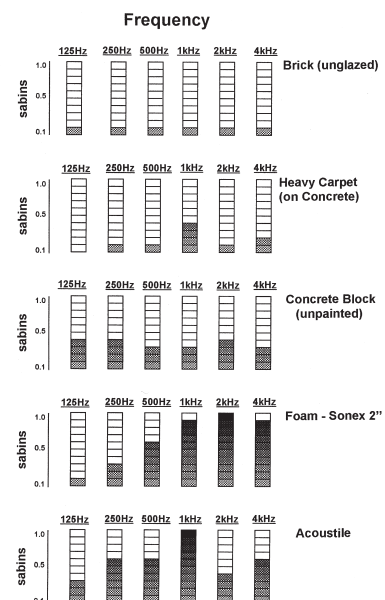 Frequency
125Hz 250Hz 500Hz 1kHz 2kHz 4kHz
Brick (unglazed)
1.0
0.5
0.1
sabins
125Hz 250Hz 500Hz 1kHz 2kHz 4kHz
Heavy Carpet
(on Concrete)
1.0
0.5
0.1
sabins
125Hz 250Hz 500Hz 1kHz 2kHz 4kHz
Concrete Block
(unpainted)
1.0
0.5
0.1
sabins
125Hz 250Hz 500Hz 1kHz 2kHz 4kHz
Foam - Sonex 2”
1.0
0.5
0.1
sabins
125Hz 250Hz 500Hz 1kHz 2kHz 4kHz
Acoustile
1.0
0.5
0.1
sabins